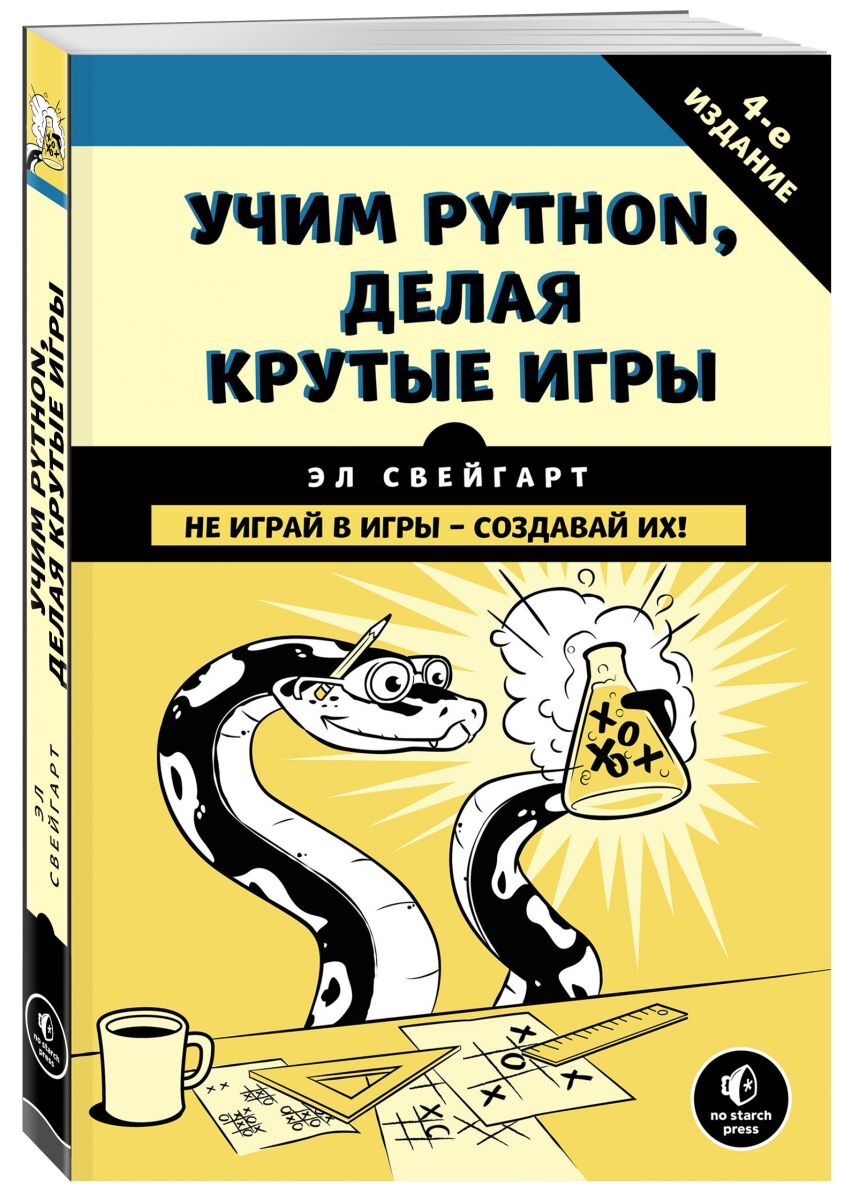 4-е
ИЗДАНИЕ
УЧИМ PYTHON,
ДЕЛАЯ
КРУТЫЕ ИГРЫ
ЭЛ СВЕЙГАРТ
НЕ ИГРАЙ В ИГРЫ – СОЗДАВАЙ ИХ!
X O
X O X
no starch
press
УЧИМ PYTHON,
ДЕЛАЯ КРУТЫЕ ИГРЫ
ЭЛ
СВЕЙГАРТ
no starch
press